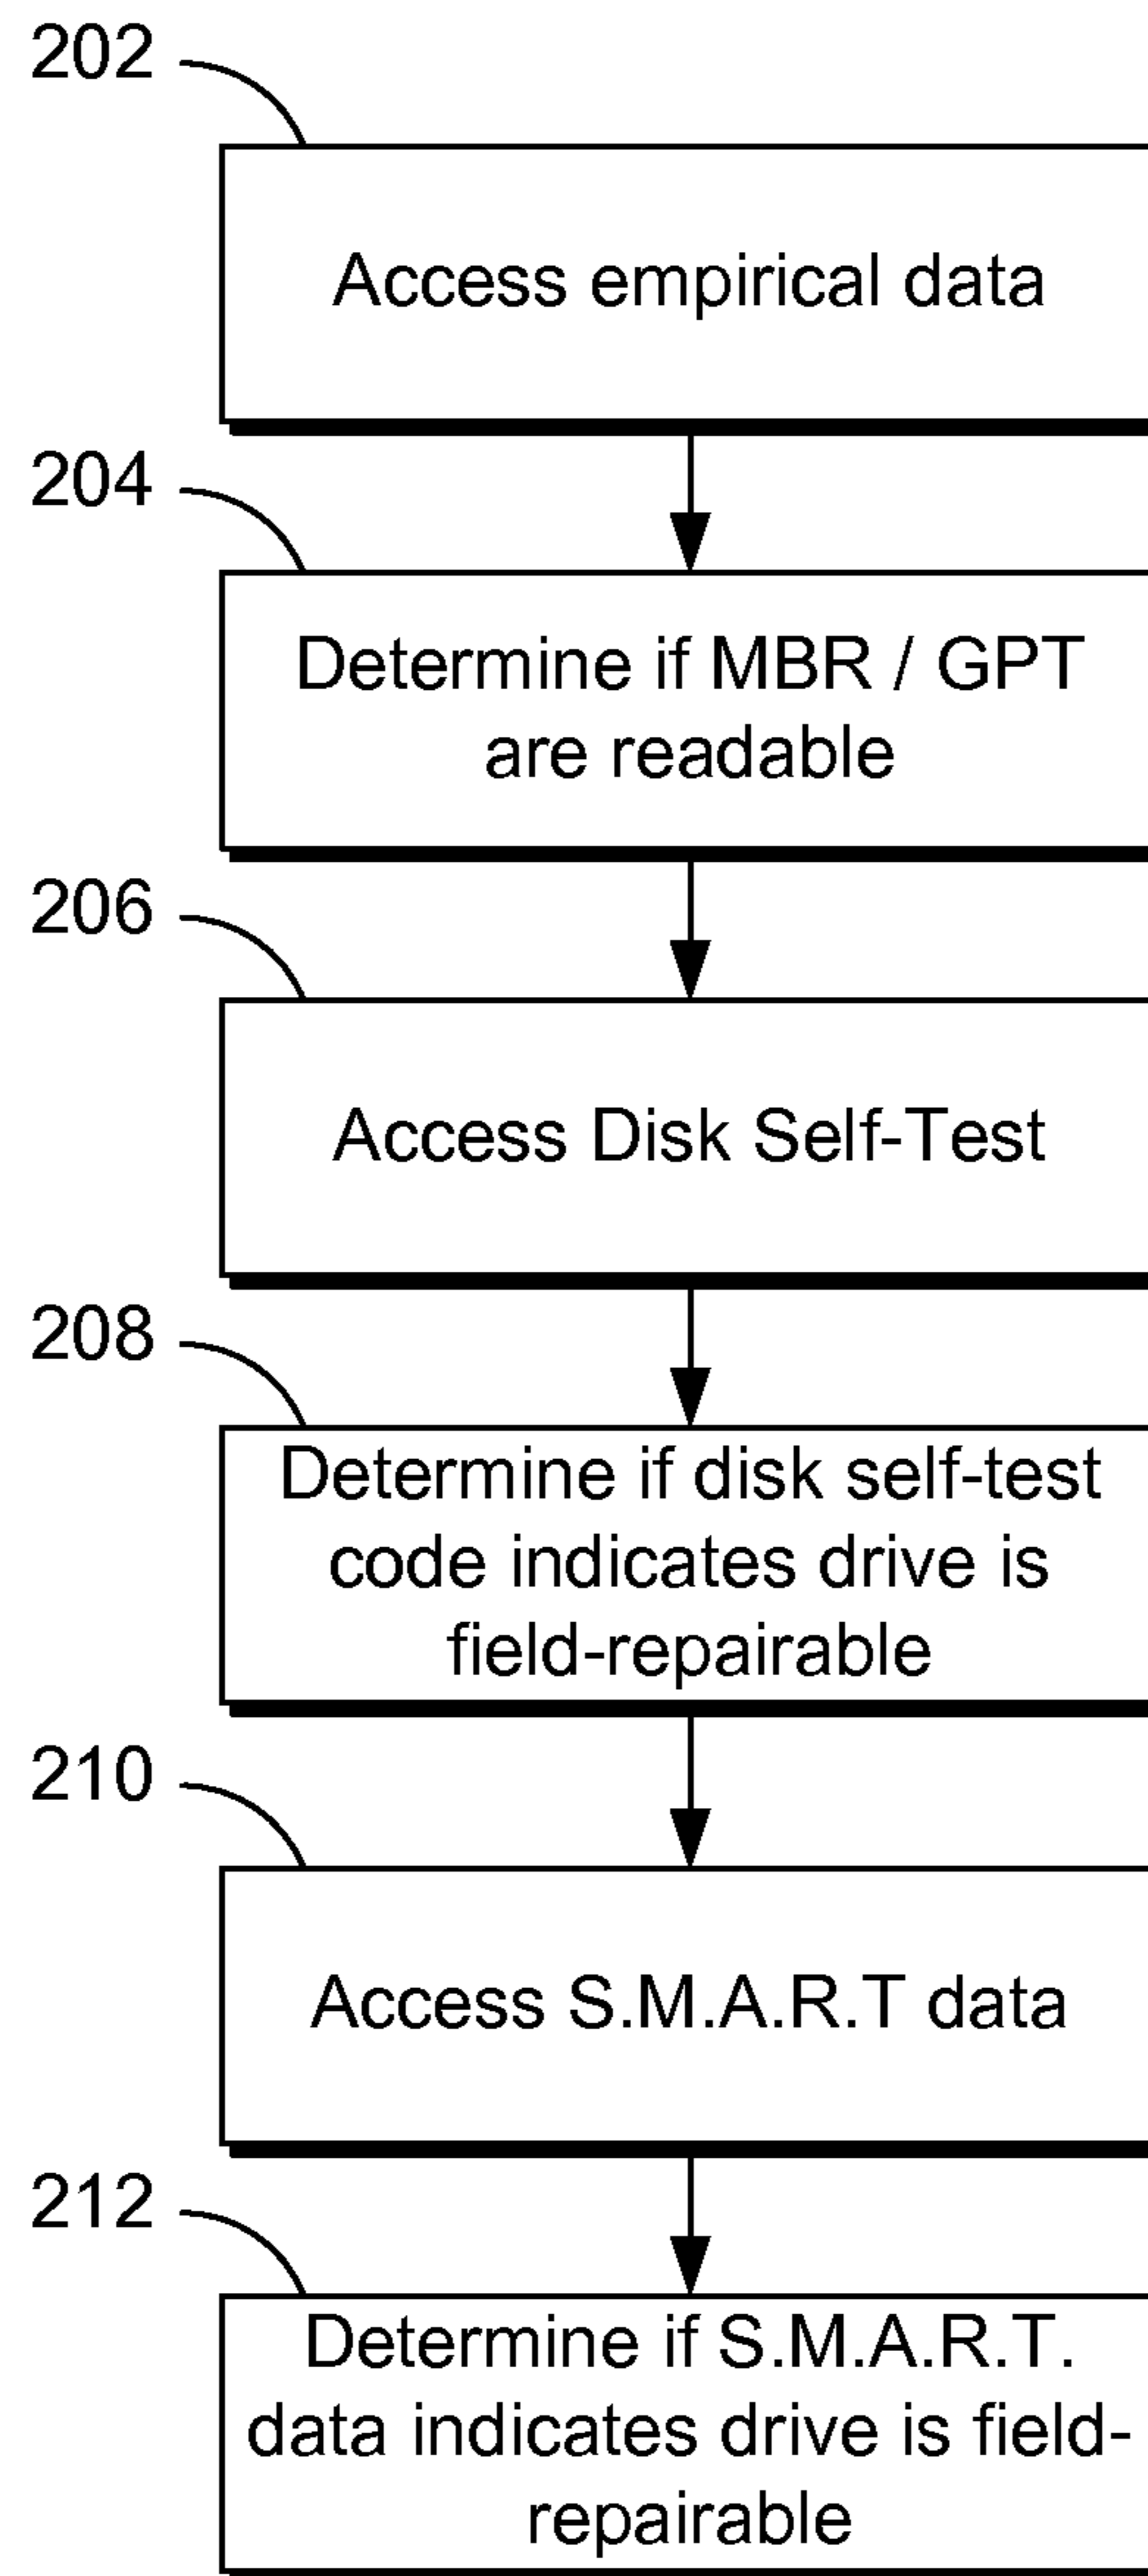 202
Access empirical data
204
Determine if MBR / GPT
are readable
206
Access Disk Self-Test
208
Determine if disk self-test
code indicates drive is
field-repairable
210
Access S.M.A.R.T data
212
Determine if S.M.A.R.T.
data indicates drive is field-
repairable